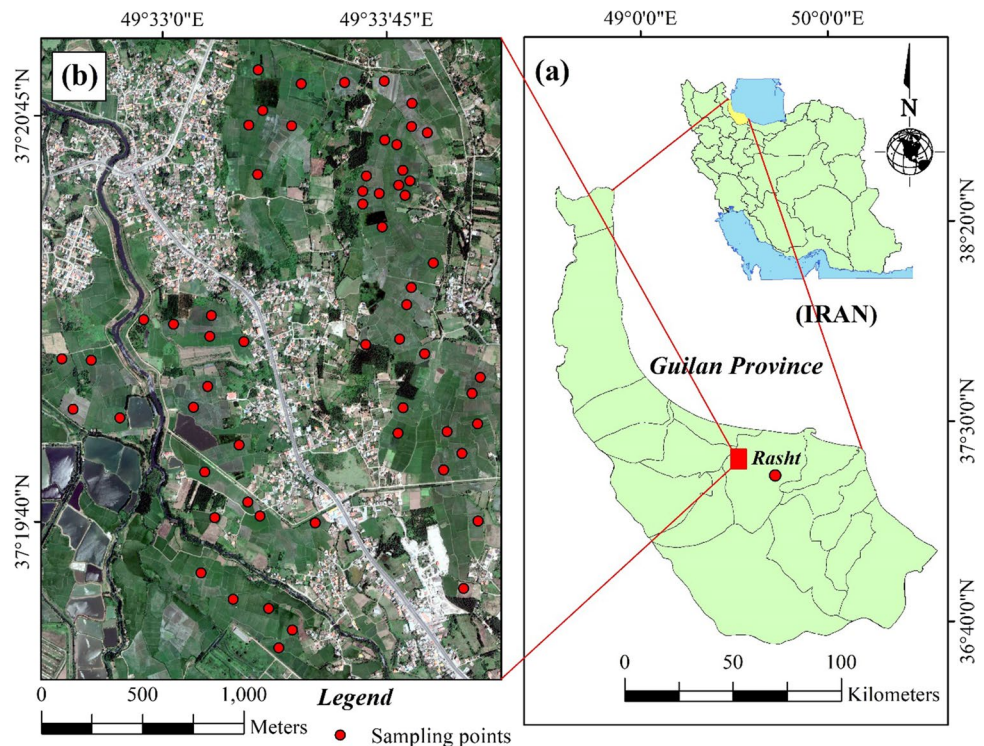 49°33'0"E
49°33'45"E
49°0'0"E
50°0'0"E
(b)
(a)
N
37°20'45"N
37°19'40"N
38°20'0"N
37°30'0"N
36°40'0"N
(IRAN)
Guilan Province
Rasht
0 500 1,000
Meters
Legend
Sampling points
0 50 100
Kilometers